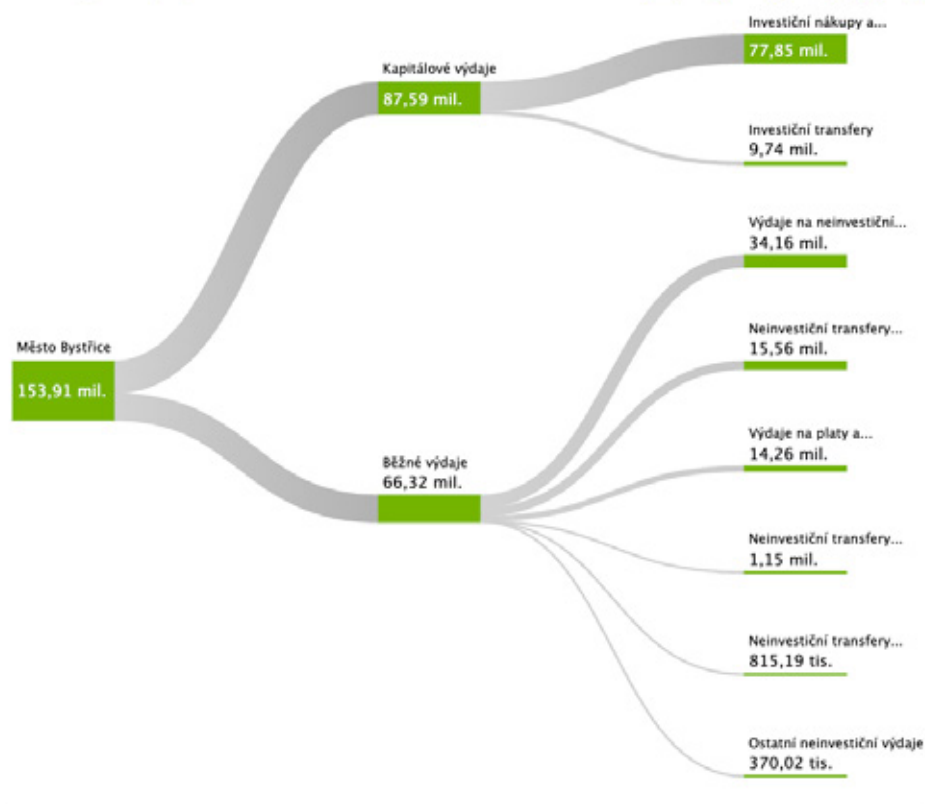 Investiční nákupy a...
77,85 mil.
Kapitálové výdaje
87,59 mil.
Investiční transfery
9,74 mil.
Výdaje na neinvestiční...
34,16 mil.
Neinvestiční transfery...
15,56 mil.
Město Bystřice
153,91 mil.
Výdaje na platy a...
14,26 mil.
Běžné výdaje
66,32 mil.
Neinvestiční transfery...
1,15 mil.
Neinvestiční transfery...
815,19 tis.
Ostatní neinvestiční výdaje
370,02 tis.